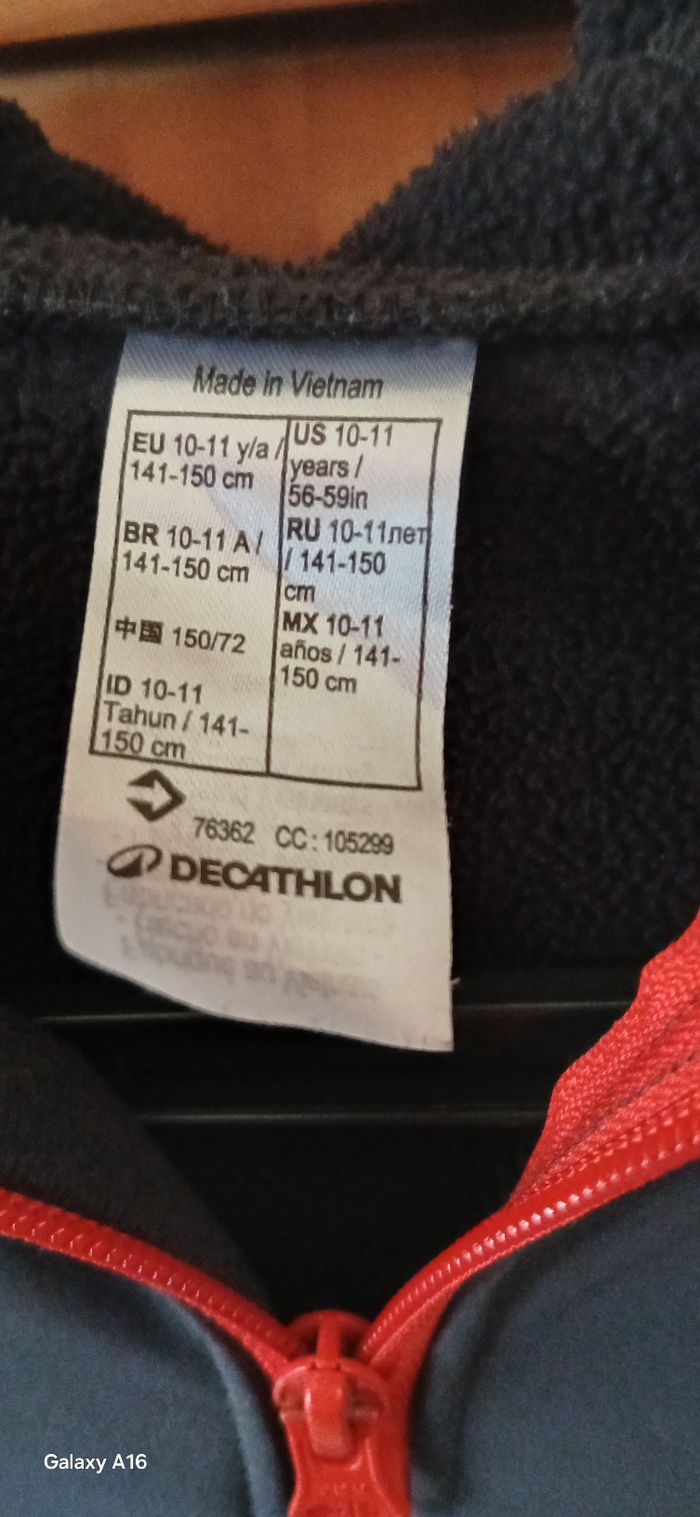 Made in Vietnam
EU 10-11 y/a /
141-150 cm
BR 10-11 A /
141-150 cm
中国 150/72
ID 10-11
Tahun / 141-
150 cm
US 10-11
years /
56-59in
RU 10-11лет
/ 141-150
cm
MX 10-11
años / 141-
150 cm
76362 CC : 105299
DECATHLON
Galaxy A16